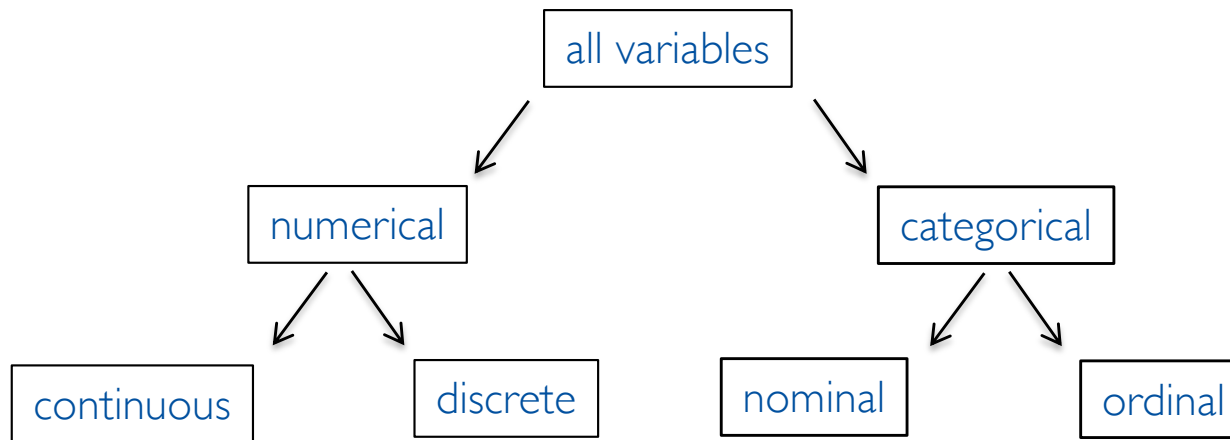 all variables
numerical
categorical
continuous
discrete
nominal
ordinal